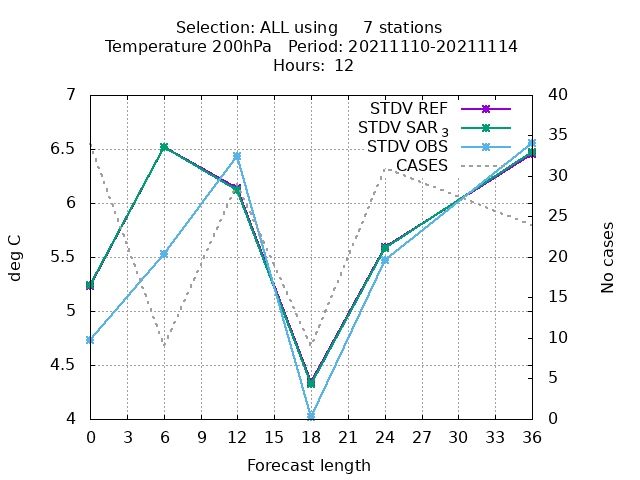 Selection: ALL using     7 stations
Temperature 200hPa   Period: 20211110-20211114
Hours: 12
STDV REF
STDV SAR 3
STDV OBS
CASES
7
6.5
6
5.5
5
4.5
4
40
35
30
25
20
15
10
5
0
deg C
No cases
0 3 6 9 12 15 18 21 24 27 30 33 36
Forecast length